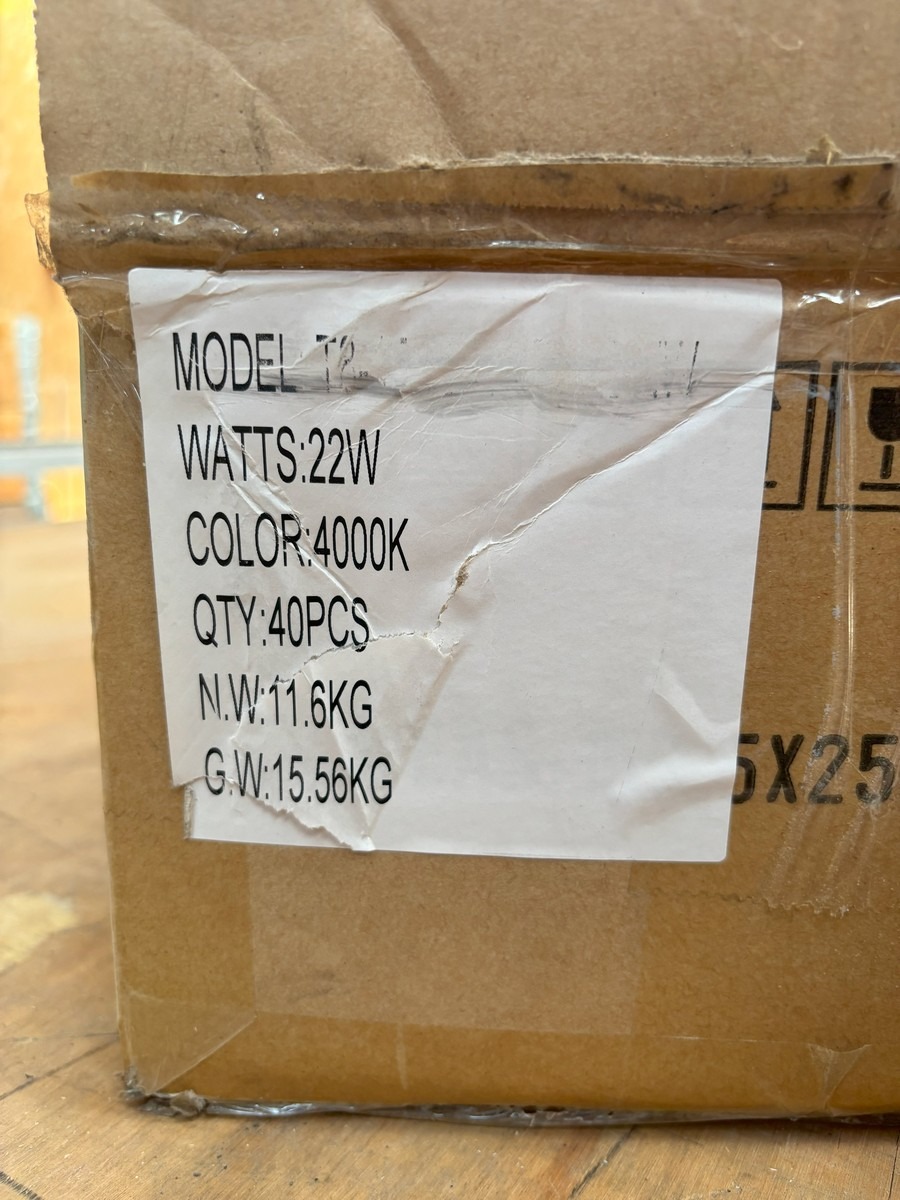 MODEL
WATTS:22W
COLOR:4000K
QTY:40PCS
N.W:11.6KG
G.W:15.56KG
5X25